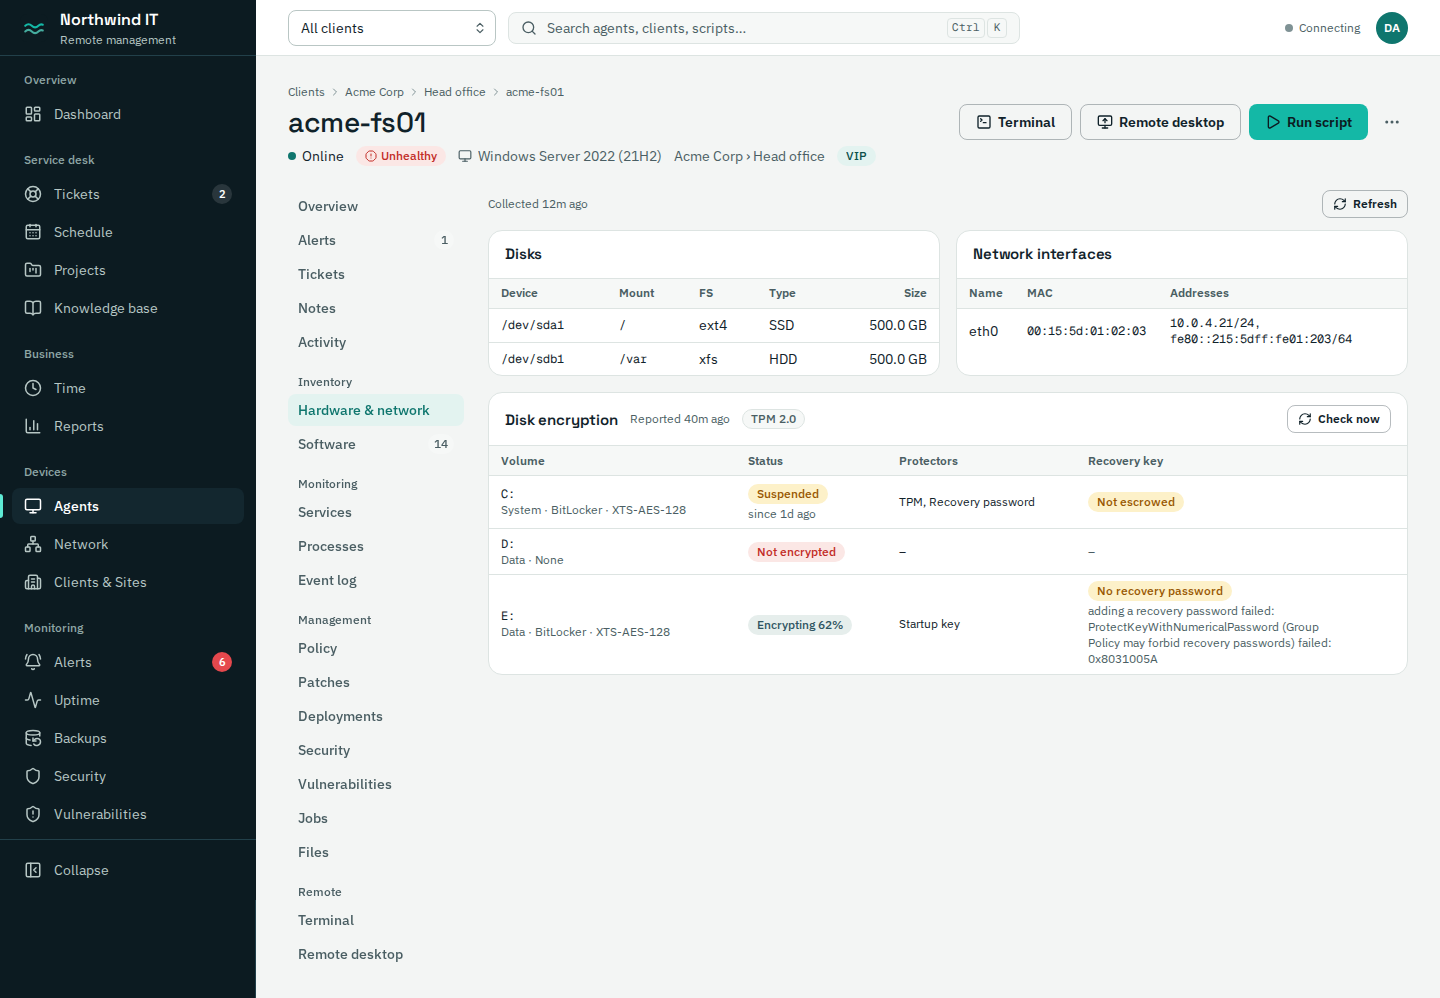 Northwind IT
Remote management
Overview
Dashboard
Service desk
Tickets 2
Schedule
Projects
Knowledge base
Business
Time
Reports
Devices
Agents
Network
Clients & Sites
Monitoring
Alerts 6
Uptime
Backups
Security
Vulnerabilities
Collapse
All clients
Search agents, clients, scripts... Ctrl K
Connecting DA
Clients > Acme Corp > Head office > acme-fs01
acme-fs01
Terminal Remote desktop Run script
Online Unhealthy Windows Server 2022 (21H2) Acme Corp › Head office VIP
Overview
Alerts 1
Tickets
Notes
Activity
Inventory
Hardware & network
Software 14
Monitoring
Services
Processes
Event log
Management
Policy
Patches
Deployments
Security
Vulnerabilities
Jobs
Files
Remote
Terminal
Remote desktop
Collected 12m ago Refresh
Disks
Device Mount FS Type Size
/dev/sda1 / ext4 SSD 500.0 GB
/dev/sdb1 /var xfs HDD 500.0 GB
Network interfaces
Name MAC Addresses
eth0 00:15:5d:01:02:03 10.0.4.21/24,
fe80::215:5dff:fe01:203/64
Disk encryption Reported 40m ago TPM 2.0 Check now
Volume Status Protectors Recovery key
C: Suspended TPM, Recovery password Not escrowed
System · BitLocker · XTS-AES-128 since 1d ago
D: Not encrypted – –
Data · None
E: Encrypting 62% Startup key No recovery password
Data · BitLocker · XTS-AES-128 adding a recovery password failed:
ProtectKeyWithNumericalPassword (Group
Policy may forbid recovery passwords) failed:
0x8031005A